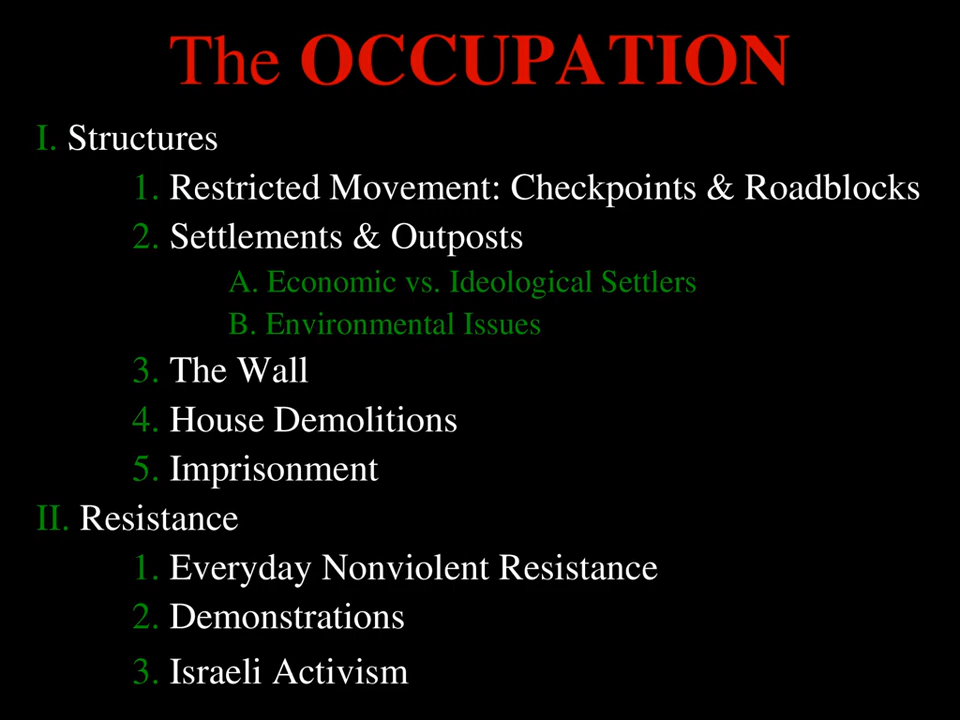 The OCCUPATION
I. Structures
1. Restricted Movement: Checkpoints & Roadblocks
2. Settlements & Outposts
A. Economic vs. Ideological Settlers
B. Environmental Issues
3. The Wall
4. House Demolitions
5. Imprisonment
II. Resistance
1. Everyday Nonviolent Resistance
2. Demonstrations
3. Israeli Activism